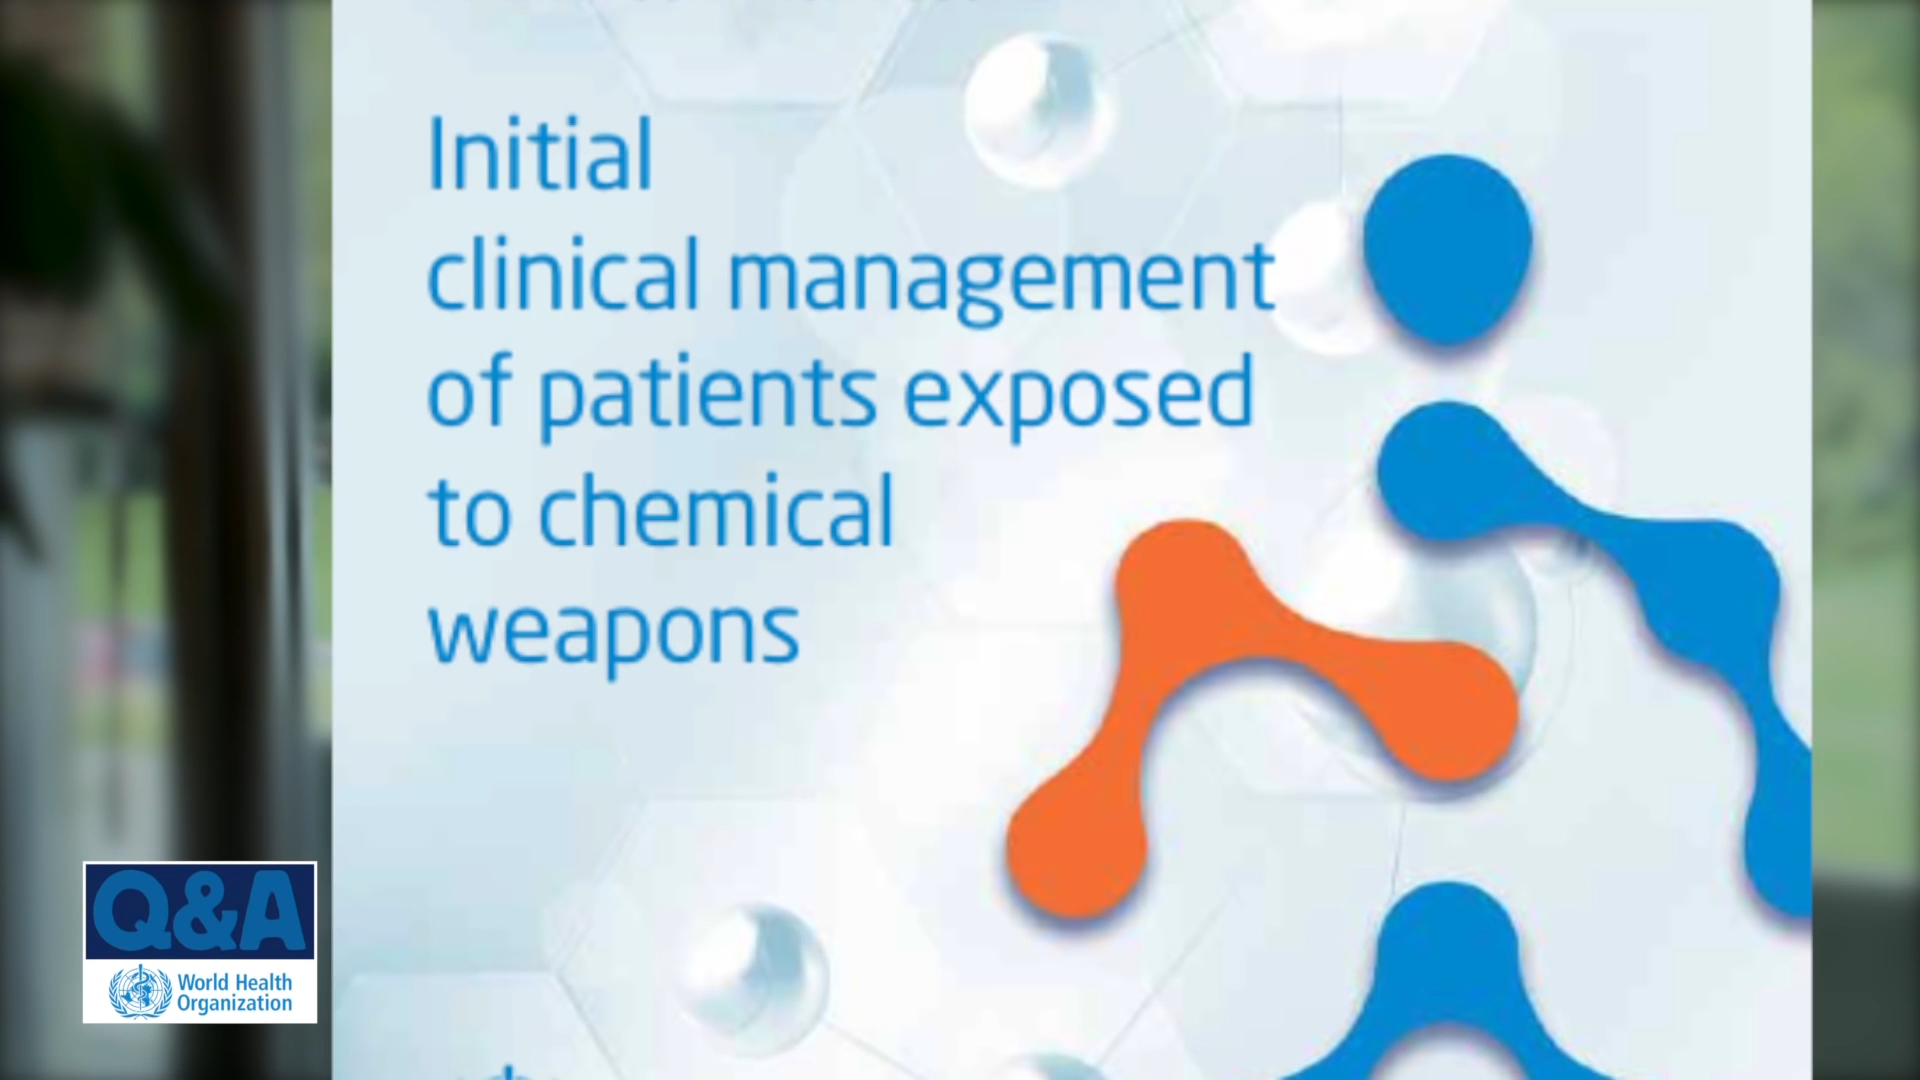 Initial
clinical management
of patients exposed
to chemical
weapons
Q&A
World Health
Organization